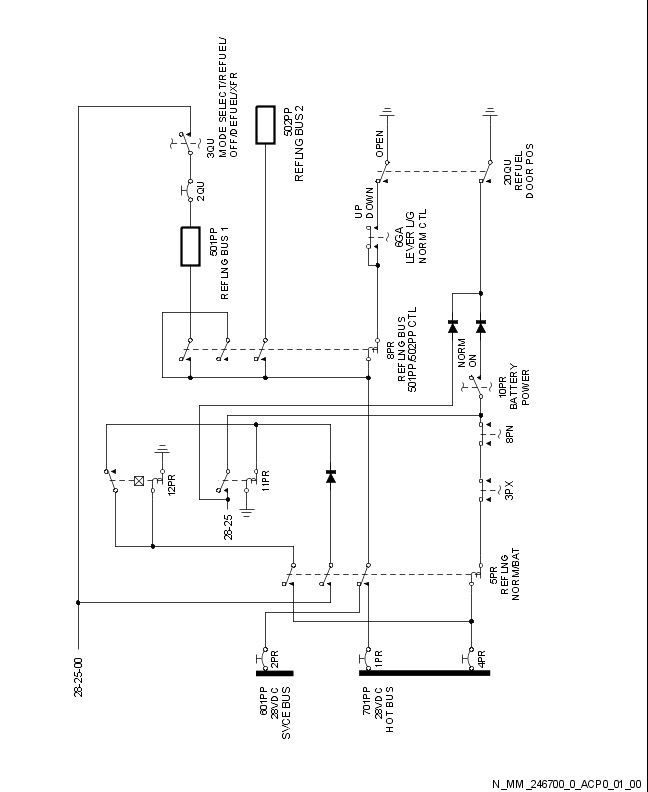 28-25-00
3QU
MODE SELECT/REFUEL/
OFF/DEFUEL/XFR
2QU
501PP
REFLNG BUS 1
502PP
REFLNG BUS 2
OPEN
UP
DOWN
6GA
LEVER L/G
NORM CTL
20QU
REFUEL
DOOR POS
8PR
REFLNG BUS
501PP/502PP CTL
NORM
ON
10PR
BATTERY
POWER
8PN
3PX
12PR
11PR
28-25
5PR
REFLNG
NORM/BAT
2PR
1PR
4PR
601PP
28VDC
SVCE BUS
701PP
28VDC
HOT BUS
N_MM_246700_0_ACP0_01_00